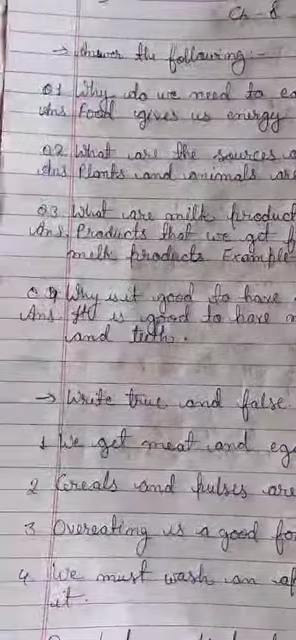 Ch - 8
→ Answer the following:-
Q1 Why do we need to ea
Ans Food gives us energy
Q2 What are the sources o
Ans Plants and animals are
Q3 What are milk product
Ans Products that we get f
milk products Example
Q4 Why is it good to have
Ans It is good to have m
and teeth.
→ Write true and false.
1 We get meat and eg
2 Cereals and pulses are
3 Overeating is a good fo
4. We must wash an af
it.